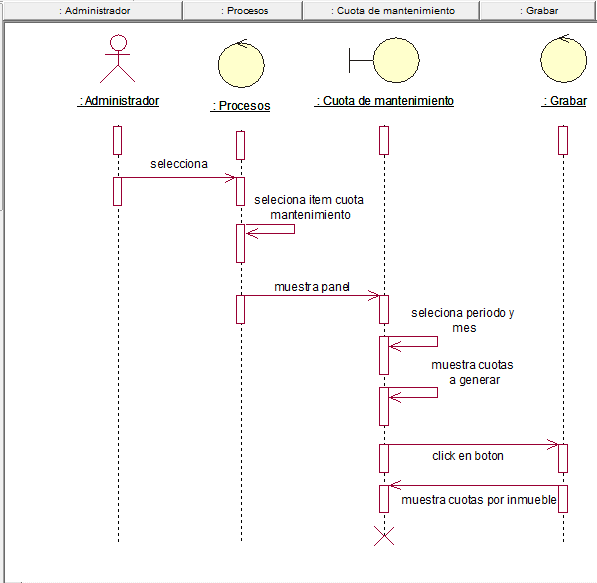 : Administrador
: Procesos
: Cuota de mantenimiento
: Grabar
: Administrador
: Procesos
: Cuota de mantenimiento
: Grabar
selecciona
seleciona item cuota
mantenimiento
muestra panel
seleciona periodo y
mes
muestra cuotas
a generar
click en boton
muestra cuotas por inmueble